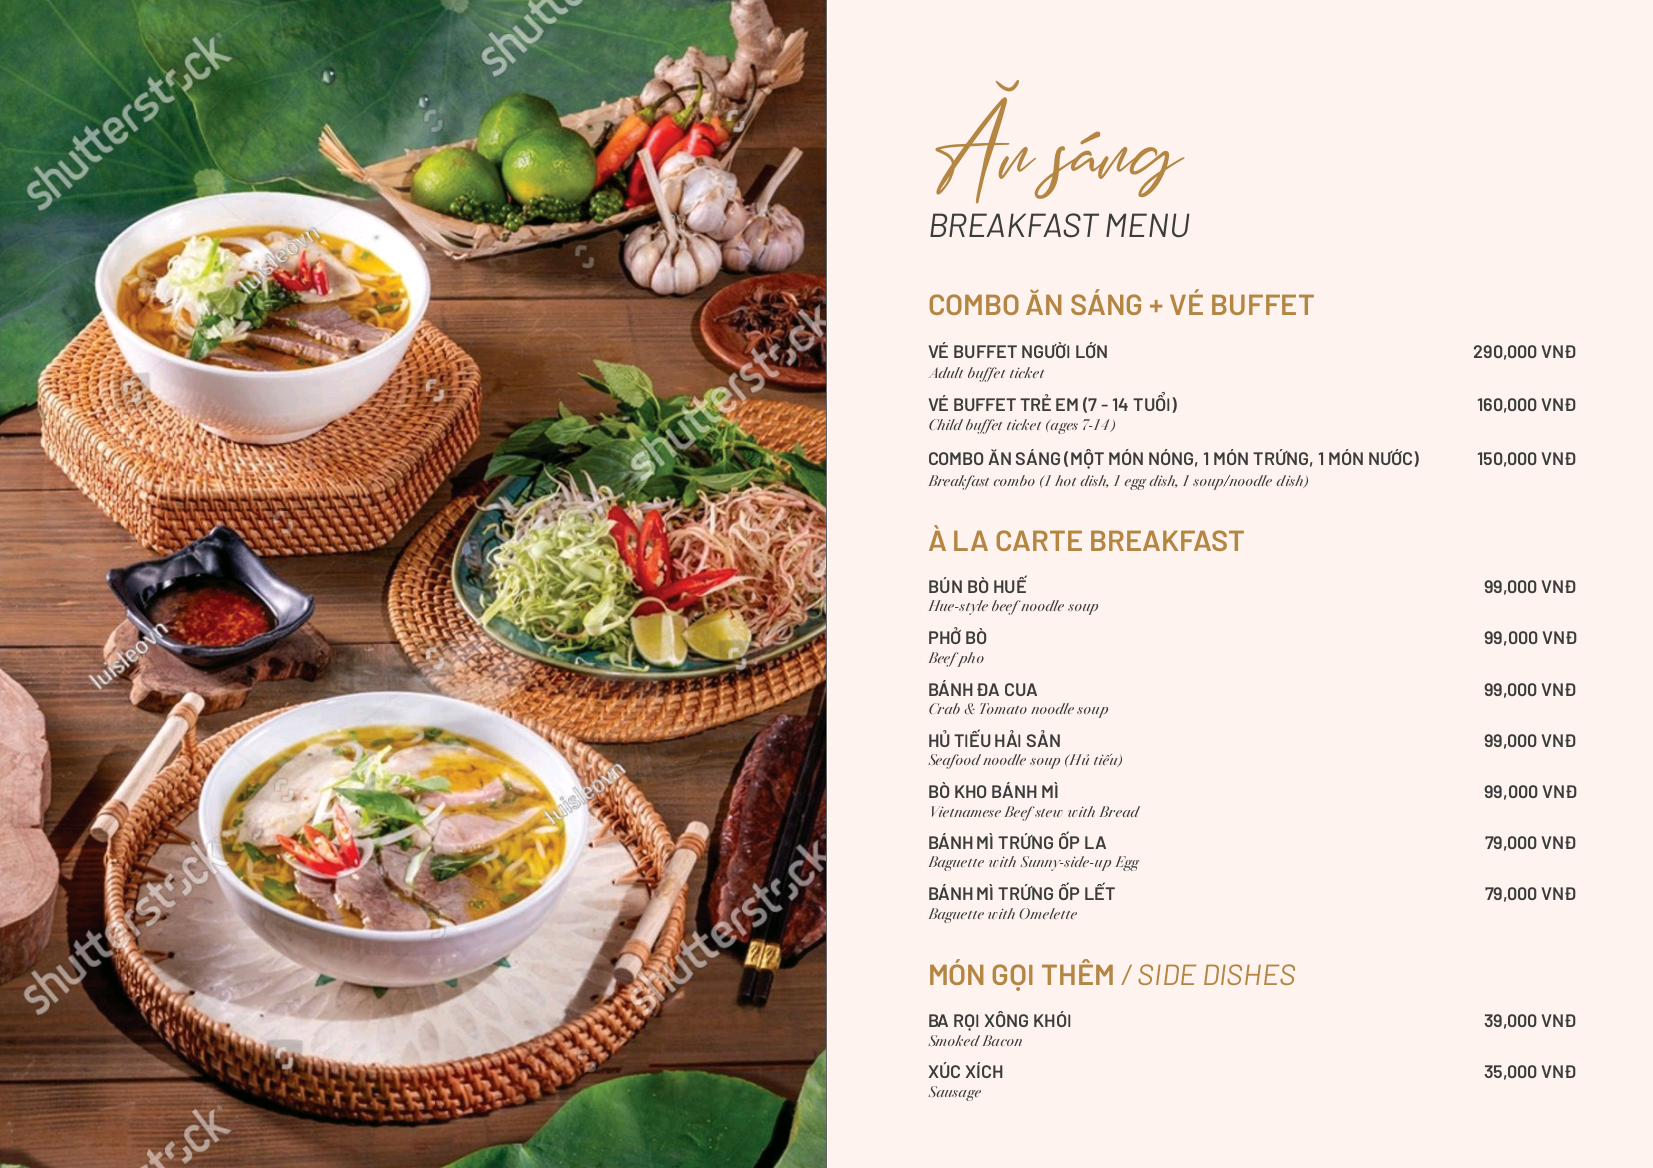 shutterstock
shutterstock
luisleovn
shutterstock
shutterstock
luisleovn
luisleovn
shutterstock
shutterstock
shutterstock
Ăn sáng
BREAKFAST MENU
COMBO ĂN SÁNG + VÉ BUFFET
VÉ BUFFET NGƯỜI LỚN 290,000 VNĐ
Adult buffet ticket
VÉ BUFFET TRẺ EM (7 - 14 TUỔI) 160,000 VNĐ
Child buffet ticket (ages 7-14)
COMBO ĂN SÁNG (MỘT MÓN NÓNG, 1 MÓN TRỨNG, 1 MÓN NƯỚC) 150,000 VNĐ
Breakfast combo (1 hot dish, 1 egg dish, 1 soup/noodle dish)
À LA CARTE BREAKFAST
BÚN BÒ HUẾ 99,000 VNĐ
Hue-style beef noodle soup
PHỞ BÒ 99,000 VNĐ
Beef pho
BÁNH ĐA CUA 99,000 VNĐ
Crab & Tomato noodle soup
HỦ TIẾU HẢI SẢN 99,000 VNĐ
Seafood noodle soup (Hủ tiếu)
BÒ KHO BÁNH MÌ 99,000 VNĐ
Vietnamese Beef stew with Bread
BÁNH MÌ TRỨNG ỐP LA 79,000 VNĐ
Baguette with Sunny-side-up Egg
BÁNH MÌ TRỨNG ỐP LẾT 79,000 VNĐ
Baguette with Omelette
MÓN GỌI THÊM / SIDE DISHES
BA RỌI XÔNG KHÓI 39,000 VNĐ
Smoked Bacon
XÚC XÍCH 35,000 VNĐ
Sausage